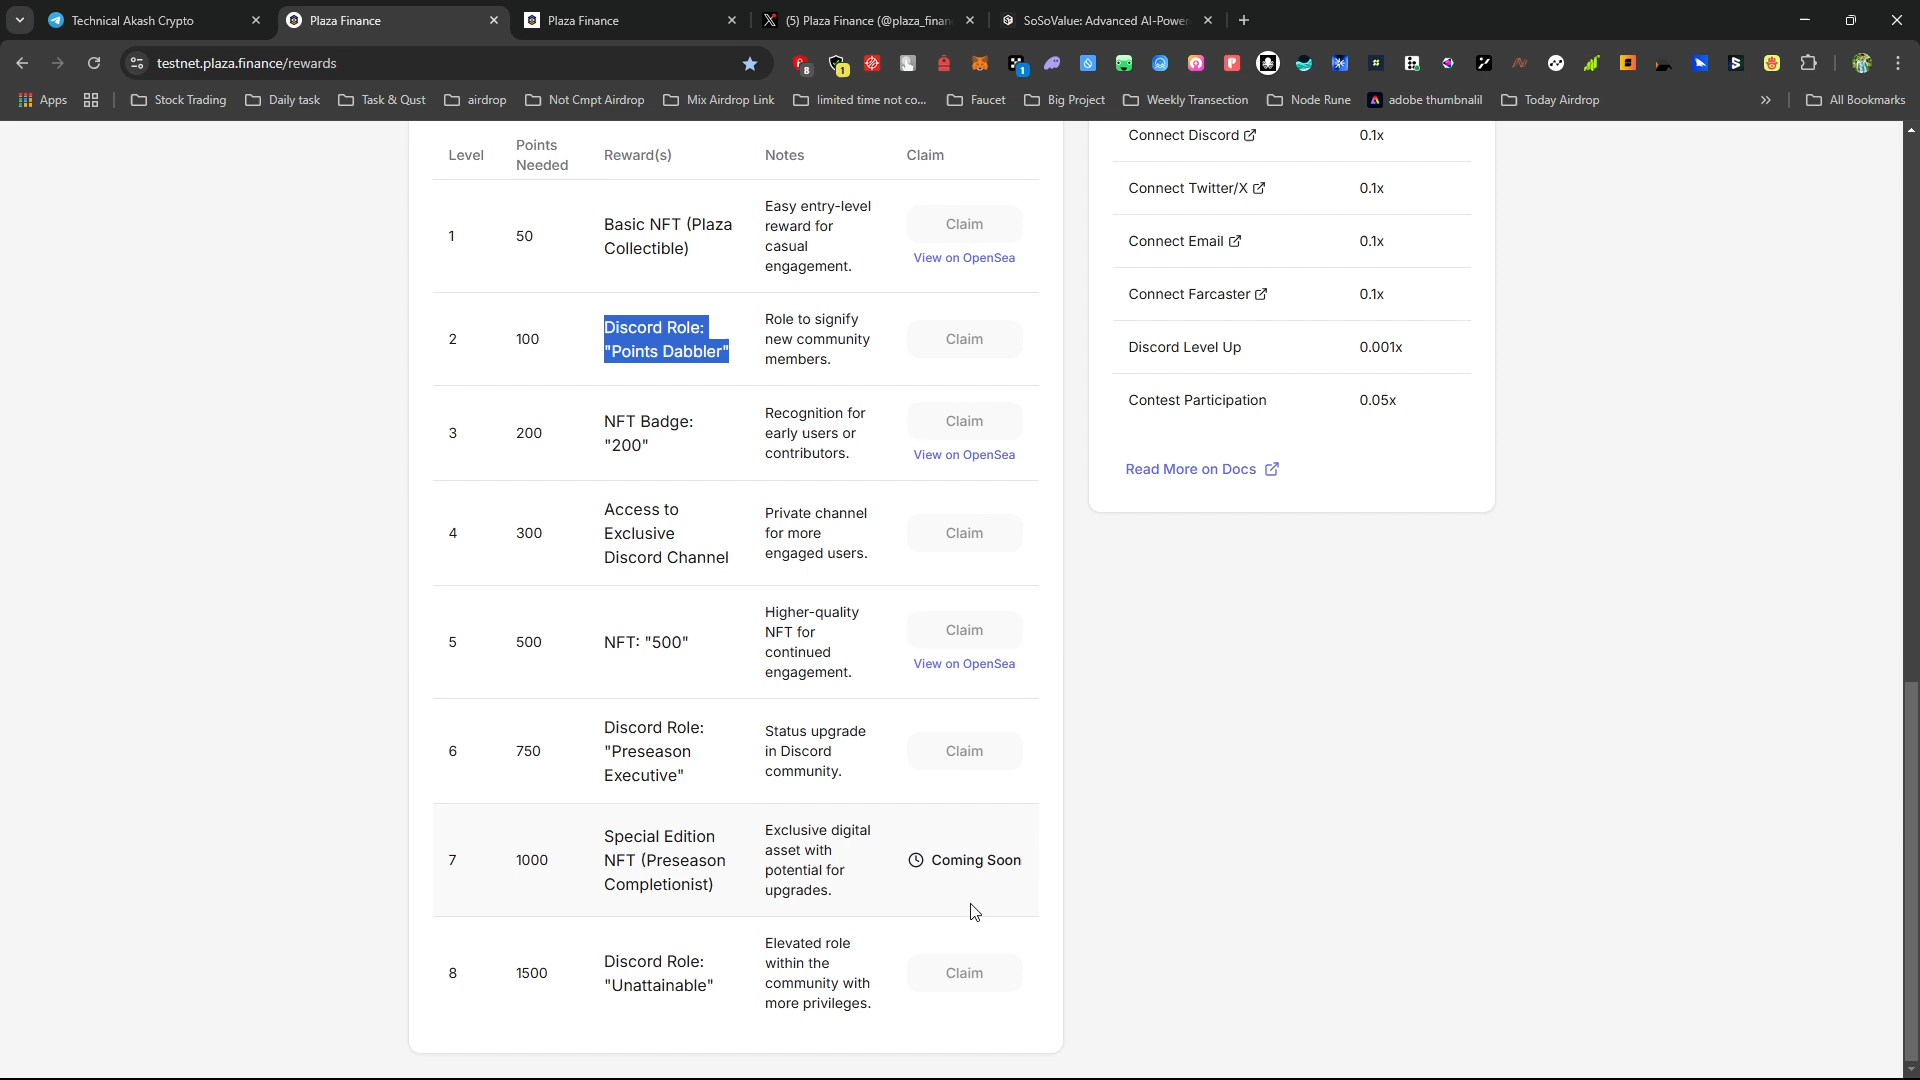 Technical Akash Crypto
Plaza Finance
Plaza Finance
(5) Plaza Finance (@plaza_finan
SoSoValue: Advanced AI-Power
testnet.plaza.finance/rewards
8
1
1
Apps
Stock Trading
Daily task
Task & Qust
airdrop
Not Cmpt Airdrop
Mix Airdrop Link
limited time not co...
Faucet
Big Project
Weekly Transection
Node Rune
adobe thumbnalil
Today Airdrop
All Bookmarks
Level
Points
Needed
Reward(s)
Notes
Claim
1
50
Basic NFT (Plaza
Collectible)
Easy entry-level
reward for
casual
engagement.
Claim
View on OpenSea
2
100
Discord Role:
"Points Dabbler"
Role to signify
new community
members.
Claim
3
200
NFT Badge:
"200"
Recognition for
early users or
contributors.
Claim
View on OpenSea
4
300
Access to
Exclusive
Discord Channel
Private channel
for more
engaged users.
Claim
5
500
NFT: "500"
Higher-quality
NFT for
continued
engagement.
Claim
View on OpenSea
6
750
Discord Role:
"Preseason
Executive"
Status upgrade
in Discord
community.
Claim
7
1000
Special Edition
NFT (Preseason
Completionist)
Exclusive digital
asset with
potential for
upgrades.
Coming Soon
8
1500
Discord Role:
"Unattainable"
Elevated role
within the
community with
more privileges.
Claim
Connect Discord
0.1x
Connect Twitter/X
0.1x
Connect Email
0.1x
Connect Farcaster
0.1x
Discord Level Up
0.001x
Contest Participation
0.05x
Read More on Docs